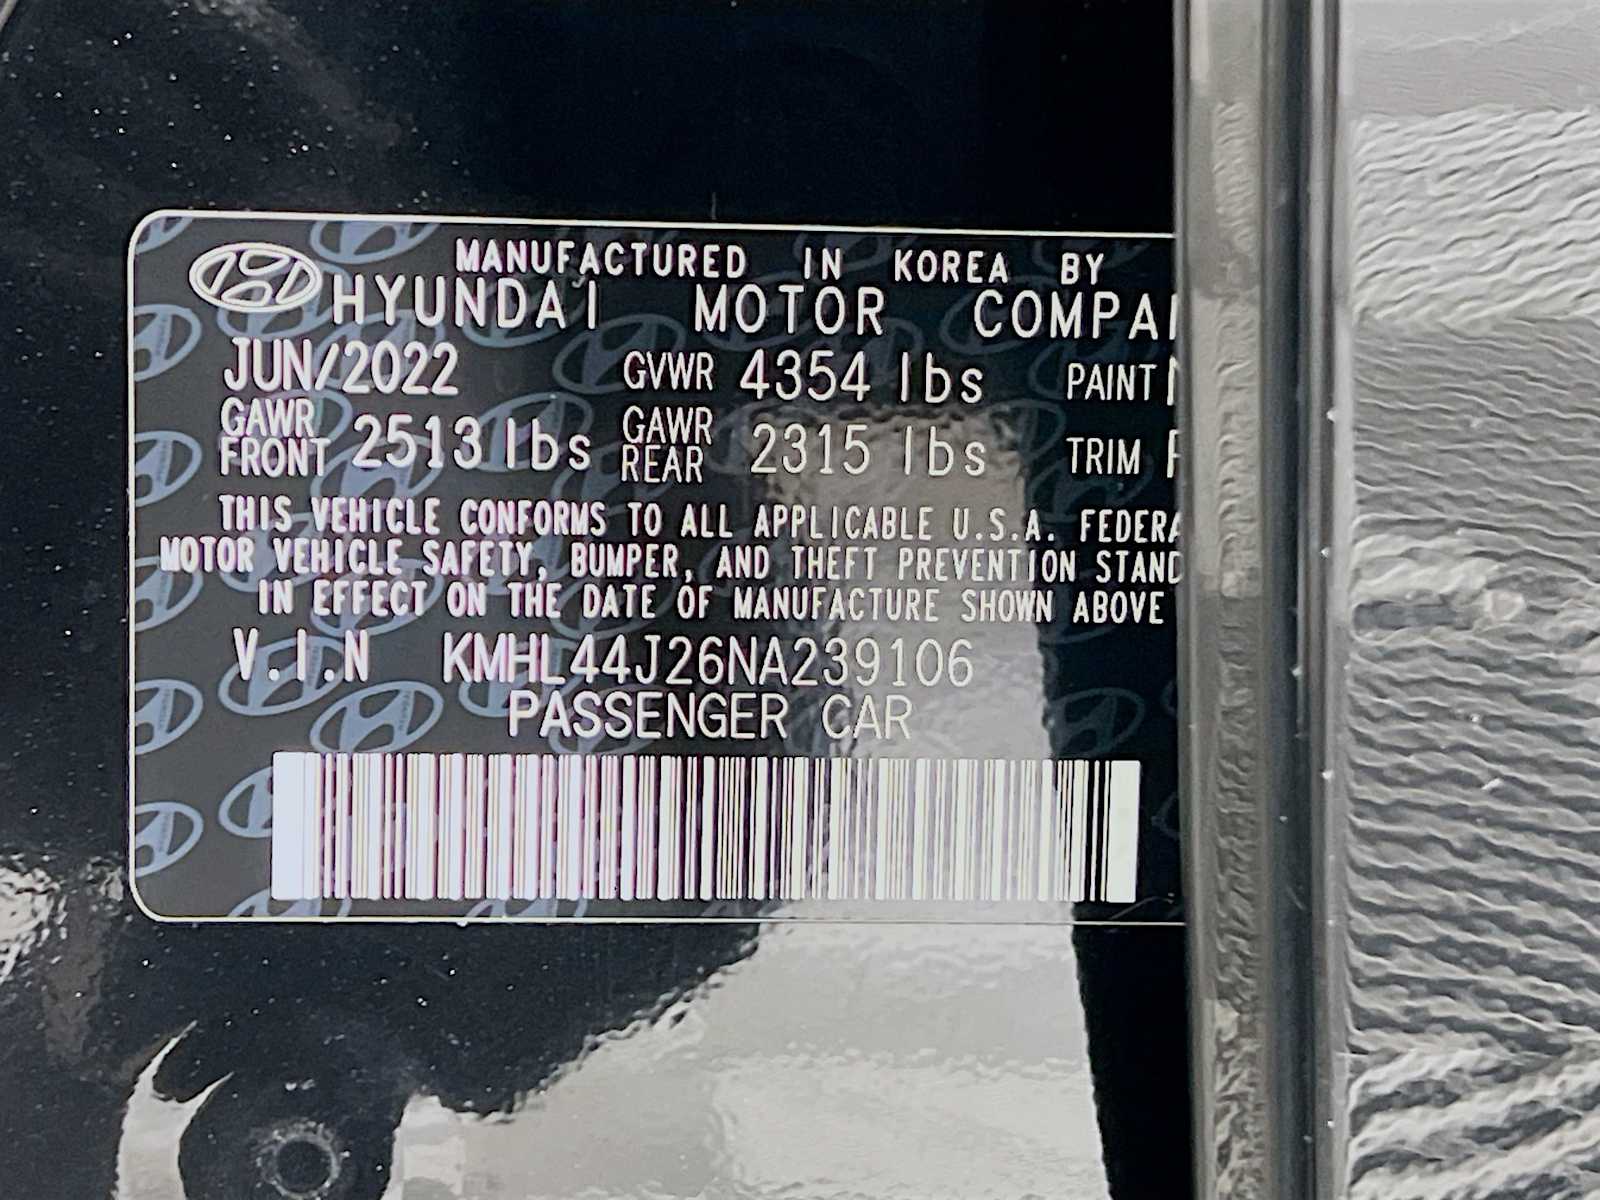 MANUFACTURED IN KOREA BY
HYUNDAI MOTOR COMPA
JUN/2022 GVWR 4354 lbs PAINT
GAWR FRONT 2513 lbs GAWR REAR 2315 lbs TRIM
THIS VEHICLE CONFORMS TO ALL APPLICABLE U.S.A. FEDERA
MOTOR VEHICLE SAFETY, BUMPER, AND THEFT PREVENTION STAND
IN EFFECT ON THE DATE OF MANUFACTURE SHOWN ABOVE
V.I.N KMHL44J26NA239106
PASSENGER CAR